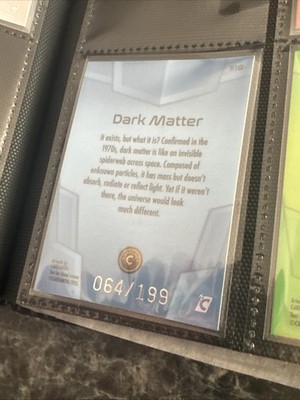 Dark Matter
It exists, but what it is? Confirmed in the
1970s, dark matter is like an invisible
spiderweb across space. Composed of
unknown particles, it has mass but doesn't
absorb, radiate or reflect light. Yet if it weren't
there, the universe would look
much different.
C
064/199
C